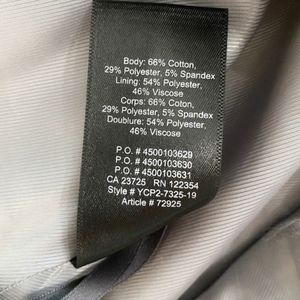 Body: 66% Cotton,
29% Polyester, 5% Spandex
Lining: 54% Polyester,
46% Viscose
Corps: 66% Coton,
29% Polyester, 5% Spandex
Doublure: 54% Polyester,
46% Viscose
P.O. # 4500103629
P.O. # 4500103630
P.O. # 4500103631
CA 23725 RN 122354
Style # YCP2-7325-19
Article # 72925